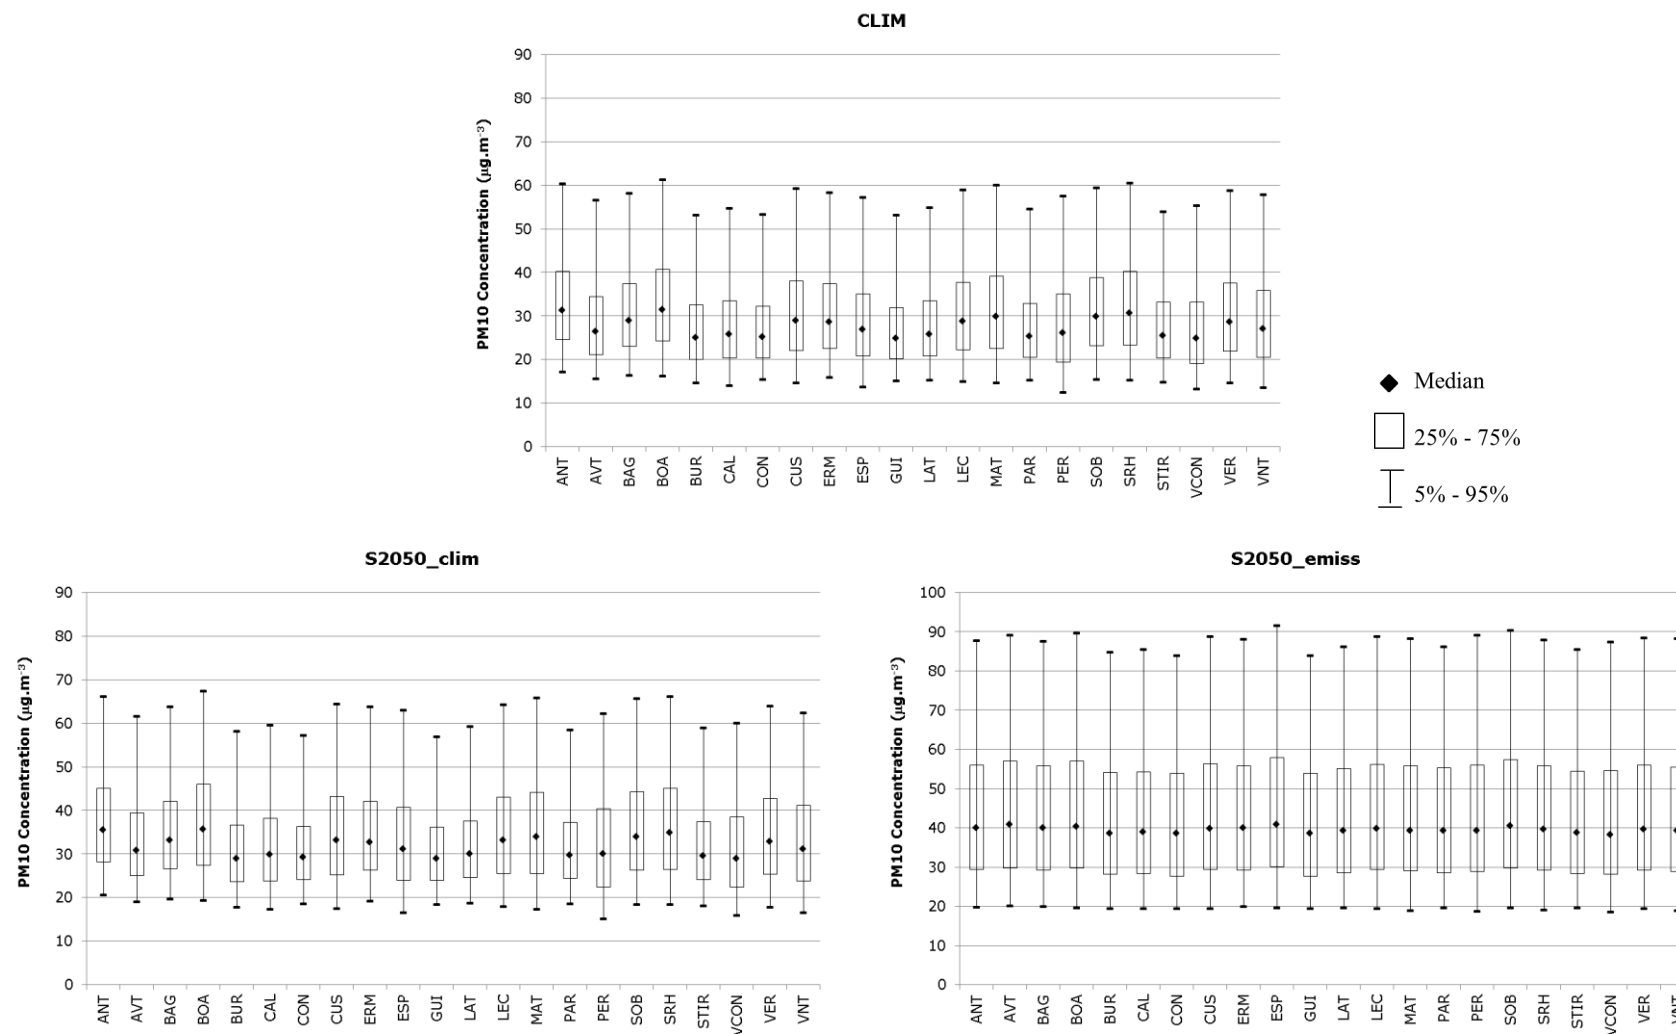 CLIM
PM10 Concentration (µg.m-3)
90
80
70
60
50
40
30
20
10
0
ANT AVT BAG BOA BUR CAL CON CUS ERM ESP GUI LAT LEC MAT PAR PER SOB SRH STIR VCON VER VNT
Median
25% - 75%
5% - 95%
S2050_clim
PM10 Concentration (µg.m-3)
90
80
70
60
50
40
30
20
10
0
ANT AVT BAG BOA BUR CAL CON CUS ERM ESP GUI LAT LEC MAT PAR PER SOB SRH STIR VCON VER VNT
S2050_emiss
PM10 Concentration (µg.m-3)
100
90
80
70
60
50
40
30
20
10
0
ANT AVT BAG BOA BUR CAL CON CUS ERM ESP GUI LAT LEC MAT PAR PER SOB SRH STIR VCON VER